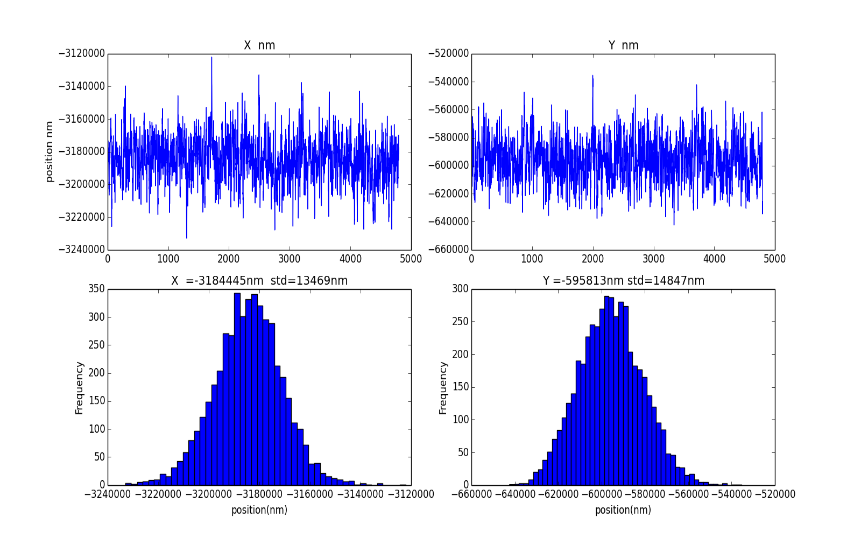 X  nm
−3120000
−3140000
−3160000
−3180000
−3200000
−3220000
−3240000
position nm
0 1000 2000 3000 4000 5000
Y  nm
−520000
−540000
−560000
−580000
−600000
−620000
−640000
−660000
0 1000 2000 3000 4000 5000
X  =-3184445nm  std=13469nm
350
300
250
200
150
100
50
0
Frequency
−3240000 −3220000 −3200000 −3180000 −3160000 −3140000 −3120000
position(nm)
Y =-595813nm std=14847nm
300
250
200
150
100
50
0
Frequency
−660000 −640000 −620000 −600000 −580000 −560000 −540000 −520000
position(nm)